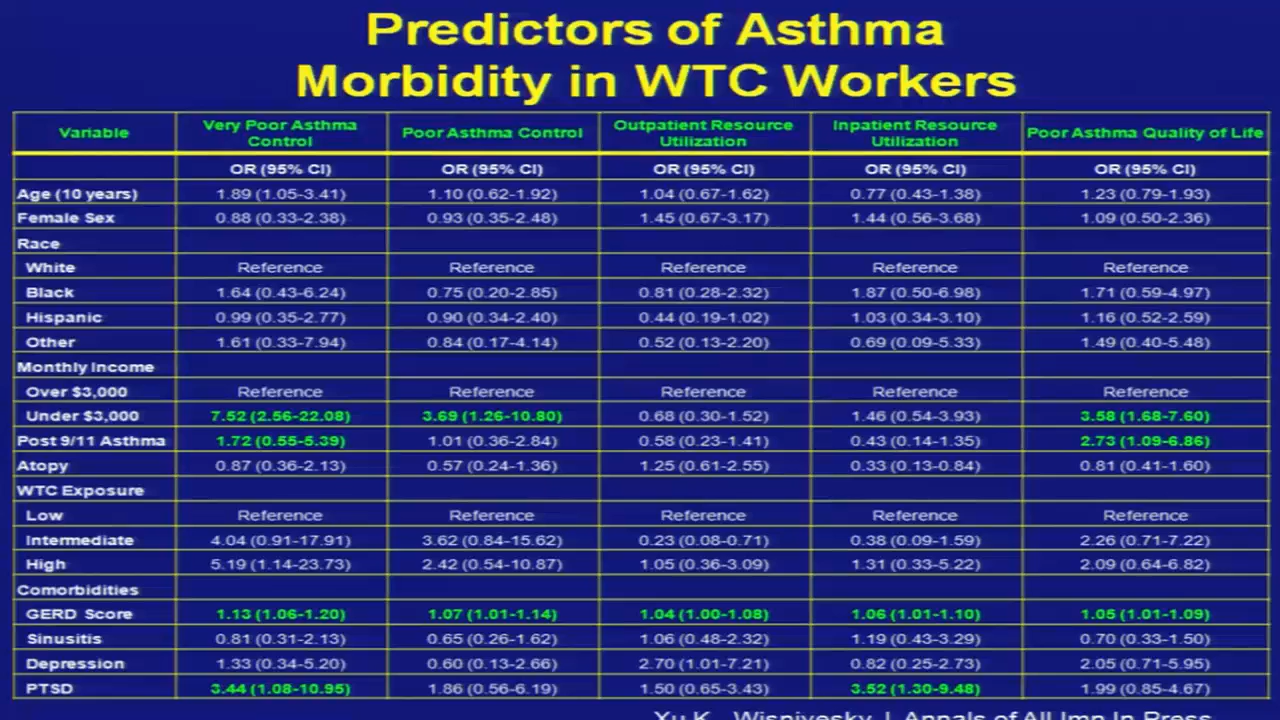 Predictors of Asthma
Morbidity in WTC Workers
Variable Very Poor Asthma Control Poor Asthma Control Outpatient Resource Utilization Inpatient Resource Utilization Poor Asthma Quality of Life
OR (95% CI) OR (95% CI) OR (95% CI) OR (95% CI) OR (95% CI)
Age (10 years) 1.89 (1.05-3.41) 1.10 (0.62-1.92) 1.04 (0.67-1.62) 0.77 (0.43-1.38) 1.23 (0.79-1.93)
Female Sex 0.88 (0.33-2.38) 0.93 (0.35-2.48) 1.45 (0.67-3.17) 1.44 (0.56-3.68) 1.09 (0.50-2.36)
Race
White Reference Reference Reference Reference Reference
Black 1.64 (0.43-6.24) 0.75 (0.20-2.85) 0.81 (0.28-2.32) 1.87 (0.50-6.98) 1.71 (0.59-4.97)
Hispanic 0.99 (0.35-2.77) 0.90 (0.34-2.40) 0.44 (0.19-1.02) 1.03 (0.34-3.10) 1.16 (0.52-2.59)
Other 1.61 (0.33-7.94) 0.84 (0.17-4.14) 0.52 (0.13-2.20) 0.69 (0.09-5.33) 1.49 (0.40-5.48)
Monthly Income
Over $3,000 Reference Reference Reference Reference Reference
Under $3,000 7.52 (2.56-22.08) 3.69 (1.26-10.80) 0.68 (0.30-1.52) 1.46 (0.54-3.93) 3.58 (1.68-7.60)
Post 9/11 Asthma 1.72 (0.55-5.39) 1.01 (0.36-2.84) 0.58 (0.23-1.41) 0.43 (0.14-1.35) 2.73 (1.09-6.86)
Atopy 0.87 (0.36-2.13) 0.57 (0.24-1.36) 1.25 (0.61-2.55) 0.33 (0.13-0.84) 0.81 (0.41-1.60)
WTC Exposure
Low Reference Reference Reference Reference Reference
Intermediate 4.04 (0.91-17.91) 3.62 (0.84-15.62) 0.23 (0.08-0.71) 0.38 (0.09-1.59) 2.26 (0.71-7.22)
High 5.19 (1.14-23.73) 2.42 (0.54-10.87) 1.05 (0.36-3.09) 1.31 (0.33-5.22) 2.09 (0.64-6.82)
Comorbidities
GERD Score 1.13 (1.06-1.20) 1.07 (1.01-1.14) 1.04 (1.00-1.08) 1.06 (1.01-1.10) 1.05 (1.01-1.09)
Sinusitis 0.81 (0.31-2.13) 0.65 (0.26-1.62) 1.06 (0.48-2.32) 1.19 (0.43-3.29) 0.70 (0.33-1.50)
Depression 1.33 (0.34-5.20) 0.60 (0.13-2.66) 2.70 (1.01-7.21) 0.82 (0.25-2.73) 2.05 (0.71-5.95)
PTSD 3.44 (1.08-10.95) 1.86 (0.56-6.19) 1.50 (0.65-3.43) 3.52 (1.30-9.48) 1.99 (0.85-4.67)
Xu K Wisnivesky Annals of All Imp In Press